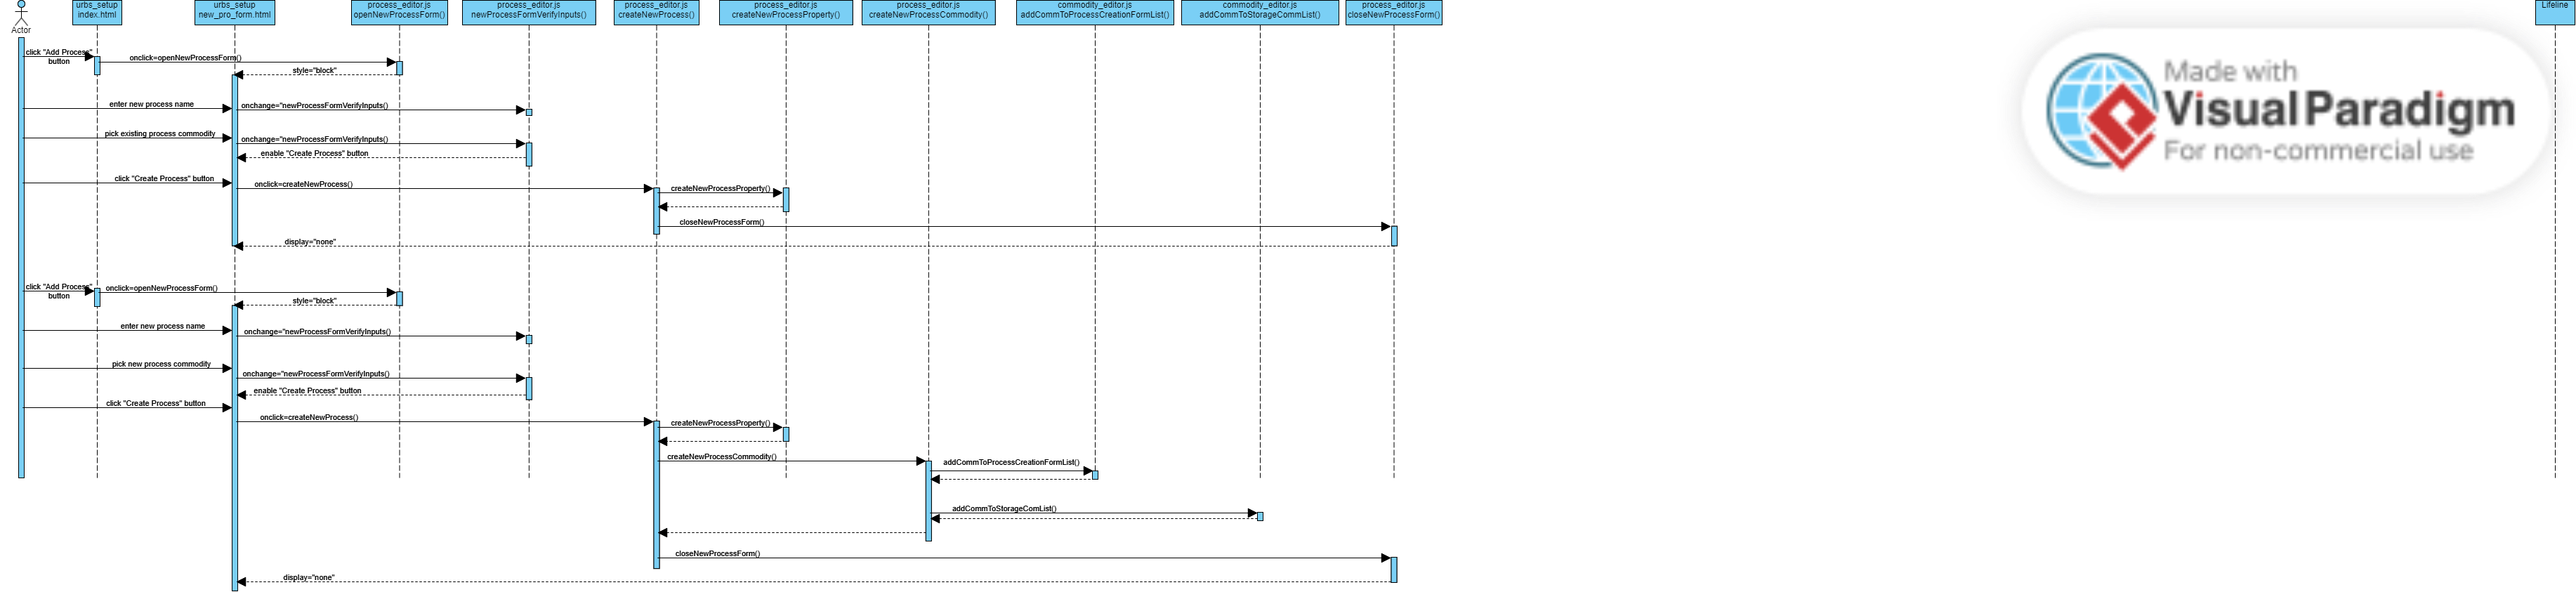 Actor
urbs_setup
index.html
urbs_setup
new_pro_form.html
process_editor.js
openNewProcessForm()
process_editor.js
newProcessFormVerifyInputs()
process_editor.js
createNewProcess()
process_editor.js
createNewProcessProperty()
process_editor.js
createNewProcessCommodity()
commodity_editor.js
addCommToProcessCreationFormList()
commodity_editor.js
addCommToStorageCommList()
process_editor.js
closeNewProcessForm()
Lifeline
Made with
Visual Paradigm
For non-commercial use
click "Add Process"
button
onclick=openNewProcessForm()
style="block"
enter new process name
onchange="newProcessFormVerifyInputs()
pick existing process commodity
onchange="newProcessFormVerifyInputs()
enable "Create Process" button
click "Create Process" button
onclick=createNewProcess()
createNewProcessProperty()
closeNewProcessForm()
display="none"
click "Add Process"
button
onclick=openNewProcessForm()
style="block"
enter new process name
onchange="newProcessFormVerifyInputs()
pick new process commodity
onchange="newProcessFormVerifyInputs()
enable "Create Process" button
click "Create Process" button
onclick=createNewProcess()
createNewProcessProperty()
createNewProcessCommodity()
addCommToProcessCreationFormList()
addCommToStorageComList()
closeNewProcessForm()
display="none"